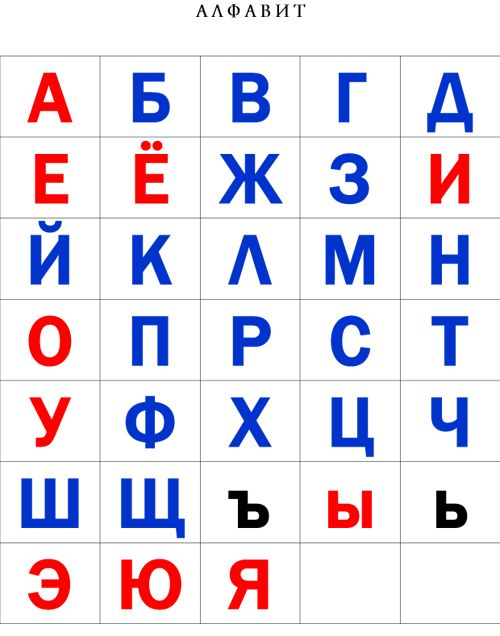 АЛФАВИТ
А Б В Г Д
Е Ё Ж З И
Й К Л М Н
О П Р С Т
У Ф Х Ц Ч
Ш Щ Ъ Ы Ь
Э Ю Я